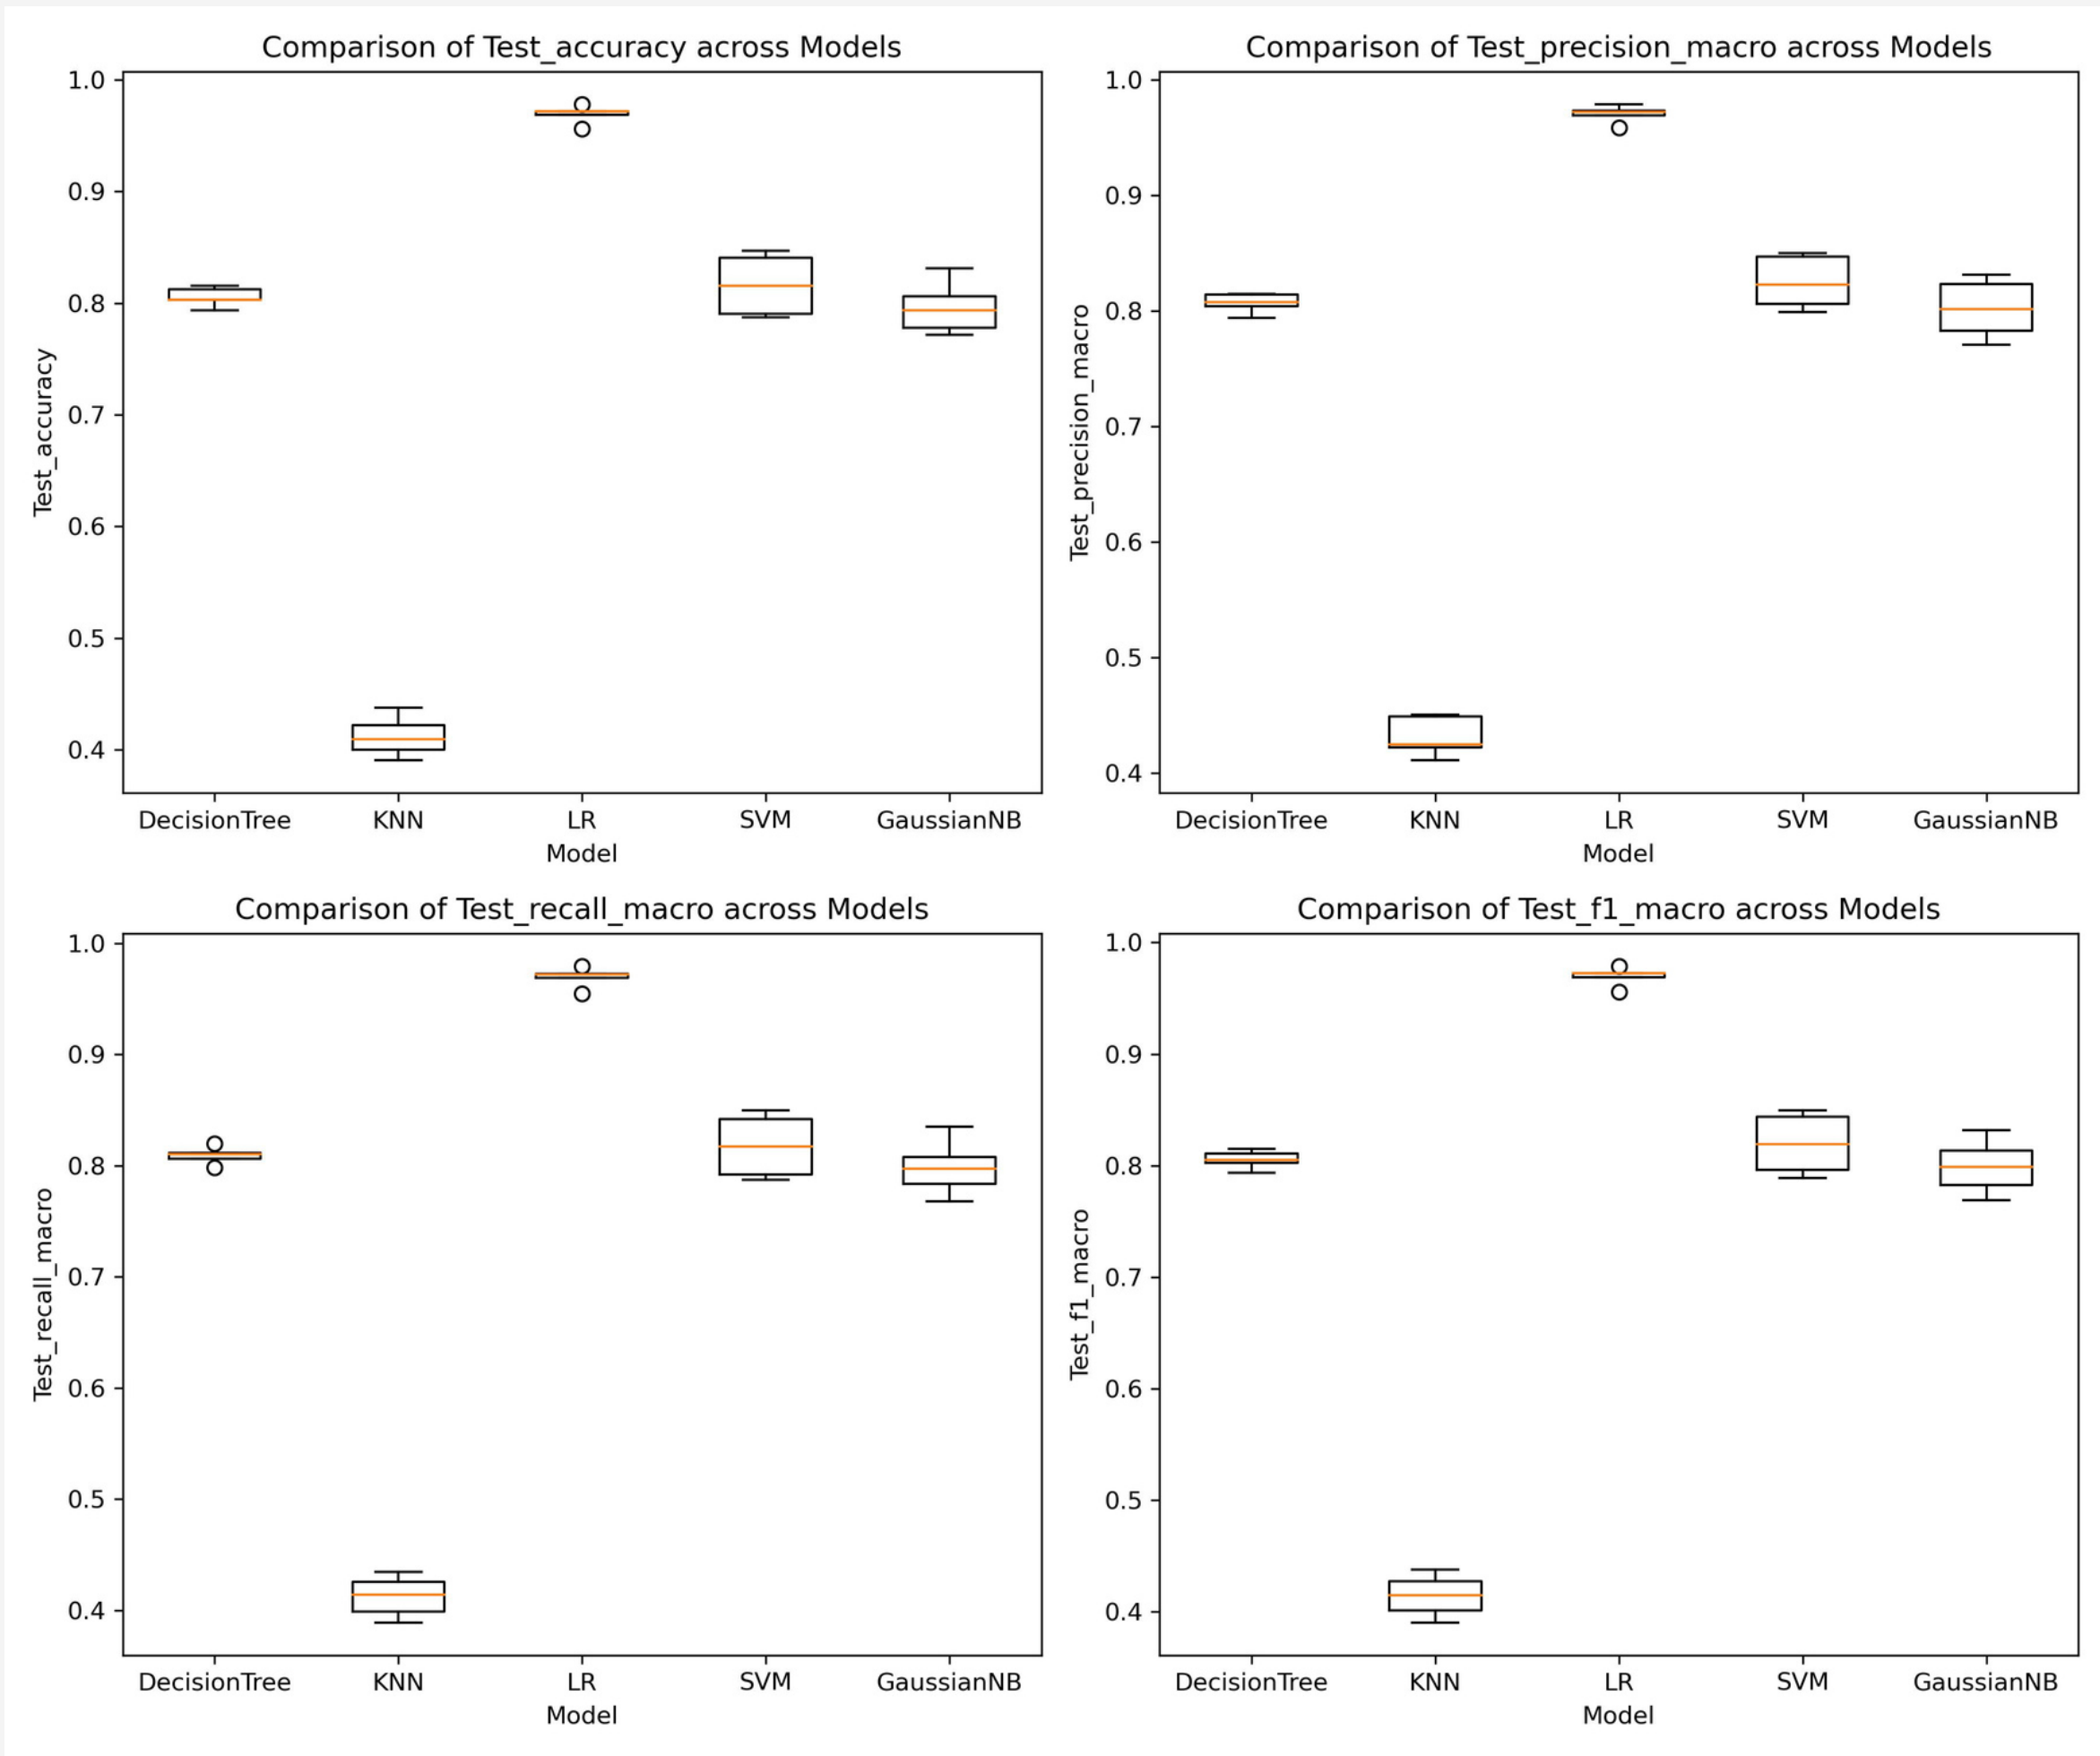 Comparison of Test_accuracy across Models
1.0
0.9
0.8
0.7
0.6
0.5
0.4
Test_accuracy
DecisionTree KNN LR SVM GaussianNB
Model
Comparison of Test_precision_macro across Models
1.0
0.9
0.8
0.7
0.6
0.5
0.4
Test_precision_macro
DecisionTree KNN LR SVM GaussianNB
Model
Comparison of Test_recall_macro across Models
1.0
0.9
0.8
0.7
0.6
0.5
0.4
Test_recall_macro
DecisionTree KNN LR SVM GaussianNB
Model
Comparison of Test_f1_macro across Models
1.0
0.9
0.8
0.7
0.6
0.5
0.4
Test_f1_macro
DecisionTree KNN LR SVM GaussianNB
Model